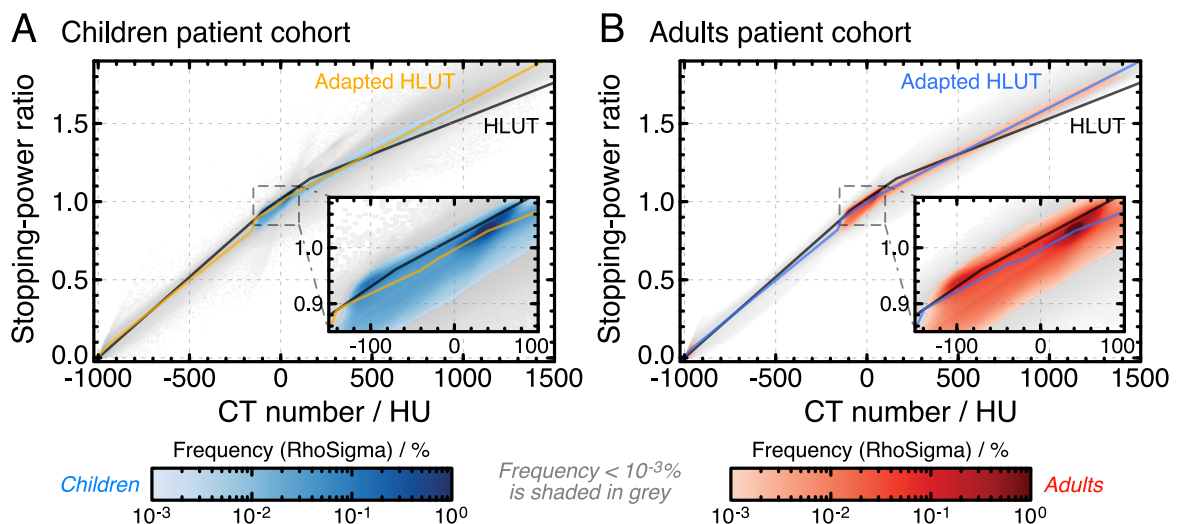 A Children patient cohort
B Adults patient cohort
Stopping-power ratio
1.5
1.0
0.5
0.0
Adapted HLUT
HLUT
1.0
0.9
-100 0 100
-1000 -500 0 500 1000 1500
CT number / HU
Stopping-power ratio
1.5
1.0
0.5
0.0
Adapted HLUT
HLUT
1.0
0.9
-100 0 100
-1000 -500 0 500 1000 1500
CT number / HU
Frequency (RhoSigma) / %
Children
10⁻³ 10⁻² 10⁻¹ 10⁰
Frequency < 10⁻³%
is shaded in grey
Frequency (RhoSigma) / %
Adults
10⁻³ 10⁻² 10⁻¹ 10⁰